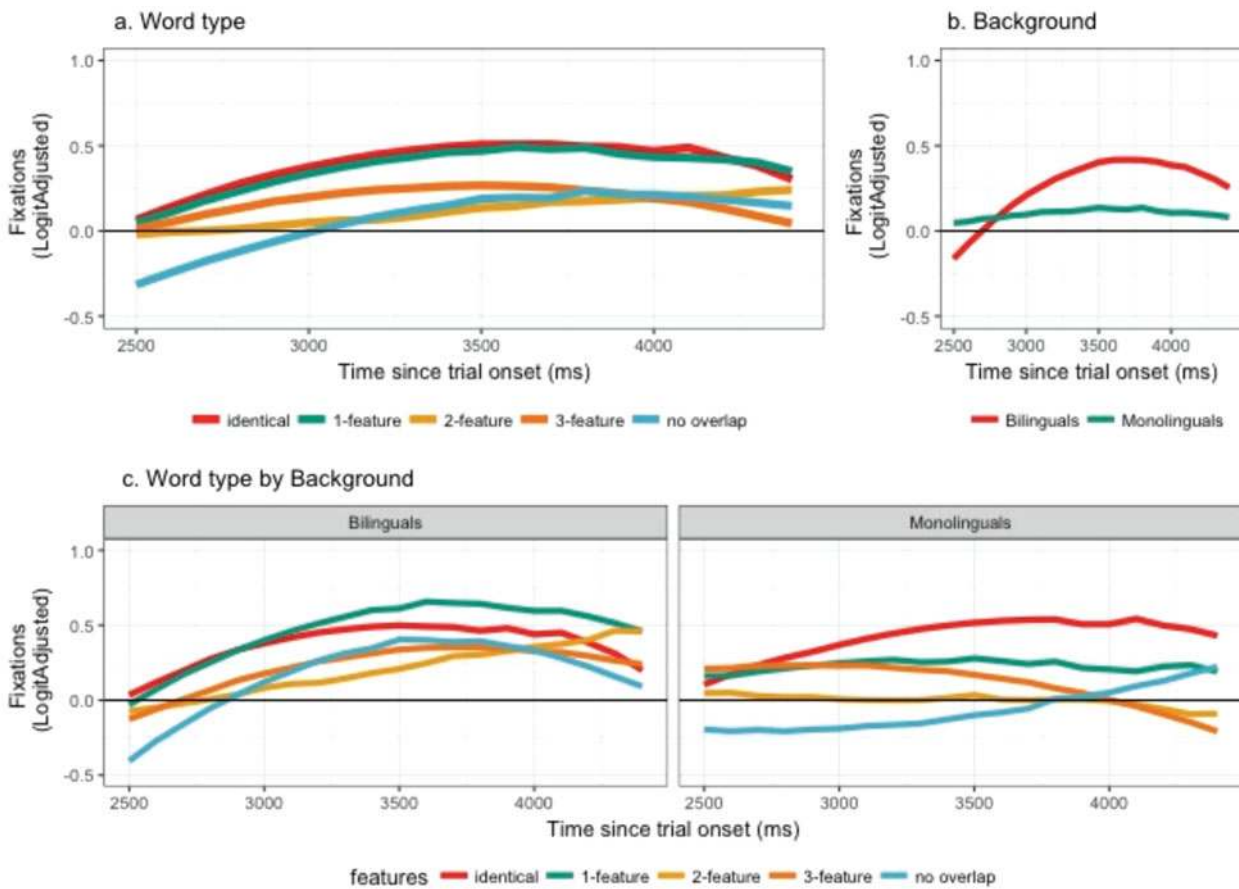 a. Word type
b. Background
Fixations
(LogitAdjusted)
1.0
0.5
0.0
-0.5
2500 3000 3500 4000
Time since trial onset (ms)
identical 1-feature 2-feature 3-feature no overlap
Fixations
(LogitAdjusted)
1.0
0.5
0.0
-0.5
2500 3000 3500 4000
Time since trial onset (ms)
Bilinguals Monolinguals
c. Word type by Background
Bilinguals
Monolinguals
Fixations
(LogitAdjusted)
1.0
0.5
0.0
-0.5
2500 3000 3500 4000
2500 3000 3500 4000
Time since trial onset (ms)
features identical 1-feature 2-feature 3-feature no overlap